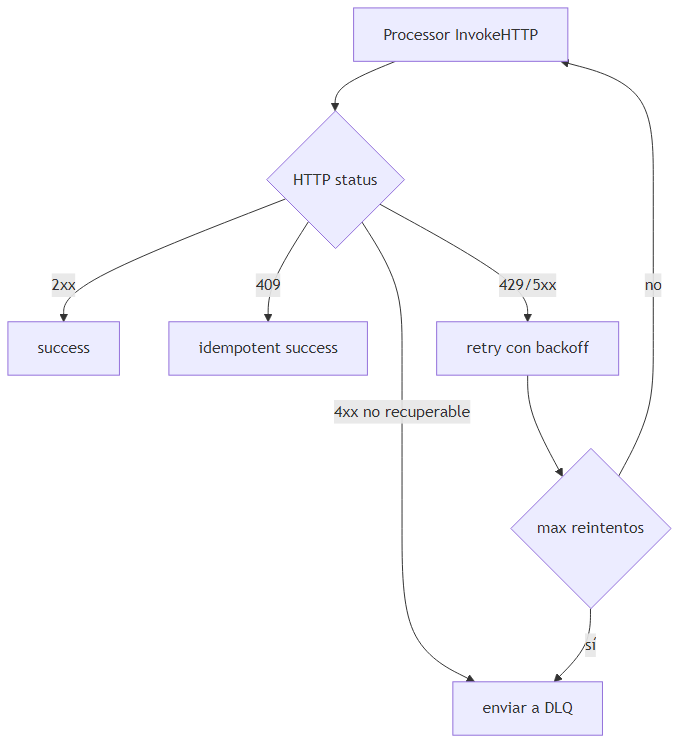 Processor InvokeHTTP
HTTP status
2xx
409
429/5xx
no
success
idempotent success
retry con backoff
4xx no recuperable
max reintentos
sí
enviar a DLQ